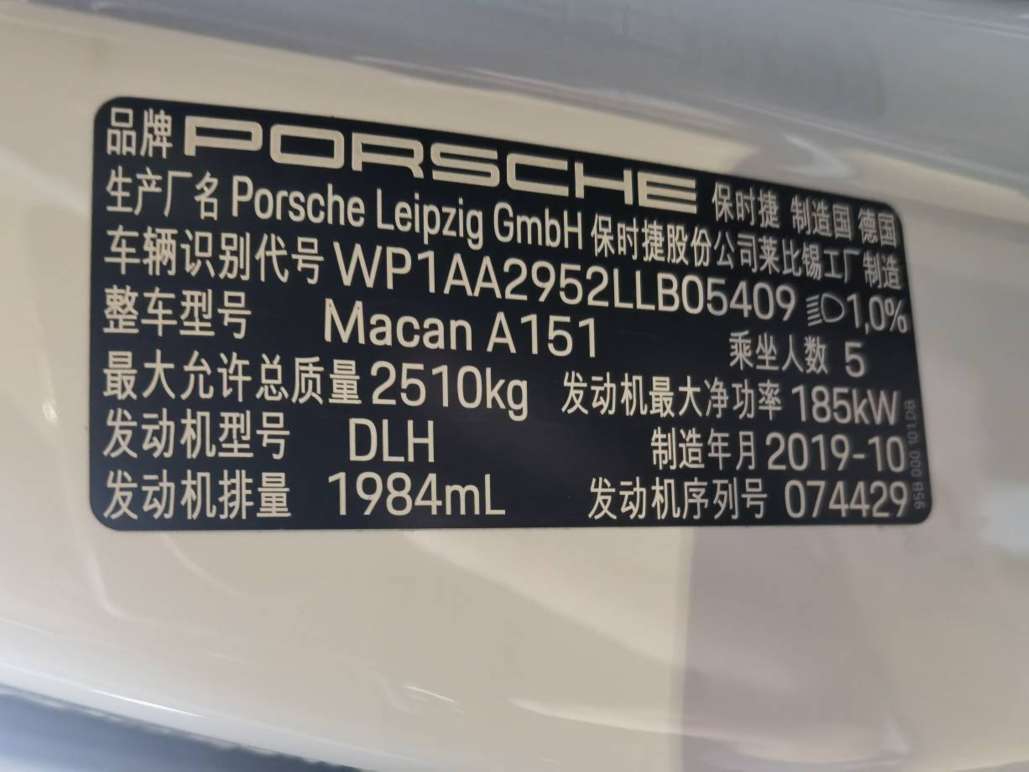 品牌 PORSCHE 保时捷 制造国 德国
生产厂名 Porsche Leipzig GmbH 保时捷股份公司莱比锡工厂制造
车辆识别代号 WP1AA2952LLB05409 1,0%
整车型号 Macan A151 乘坐人数 5
最大允许总质量 2510kg 发动机最大净功率 185kW
发动机型号 DLH 制造年月 2019-10
发动机排量 1984mL 发动机序列号 074429
95B 000 101 DB